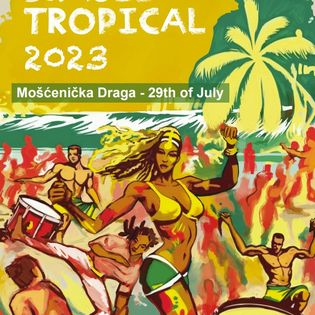 TROPICAL
2023
Mošćenička Draga - 29th of July